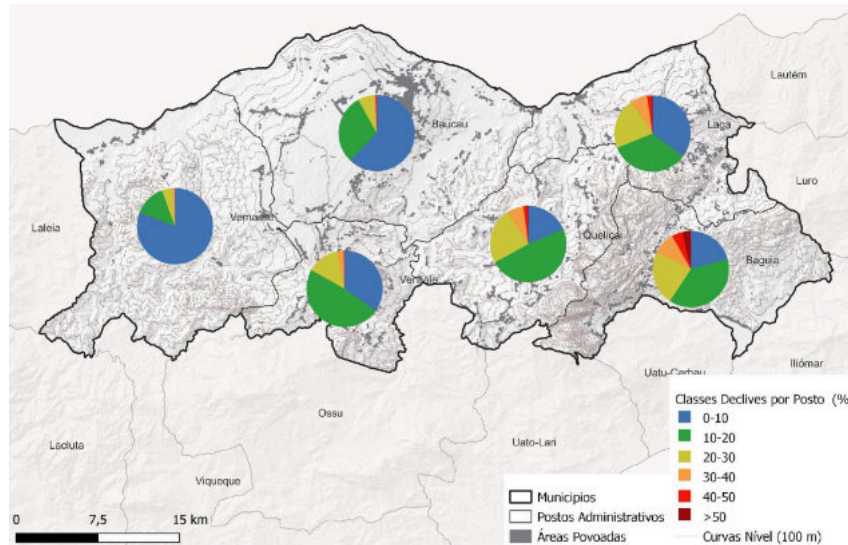 Lautém
Baucau
Laga
Luro
Laleia
Vemasse
Quelicai
Baguia
Venilale
Uatu-Carbau
Iliómar
Ossu
Lacluta
Uato-Lari
Viqueque
Classes Declives por Posto (%
0-10
10-20
20-30
30-40
40-50
>50
Curvas Nível (100 m)
Municipios
Postos Administrativos
Áreas Povoadas
0 7,5 15 km